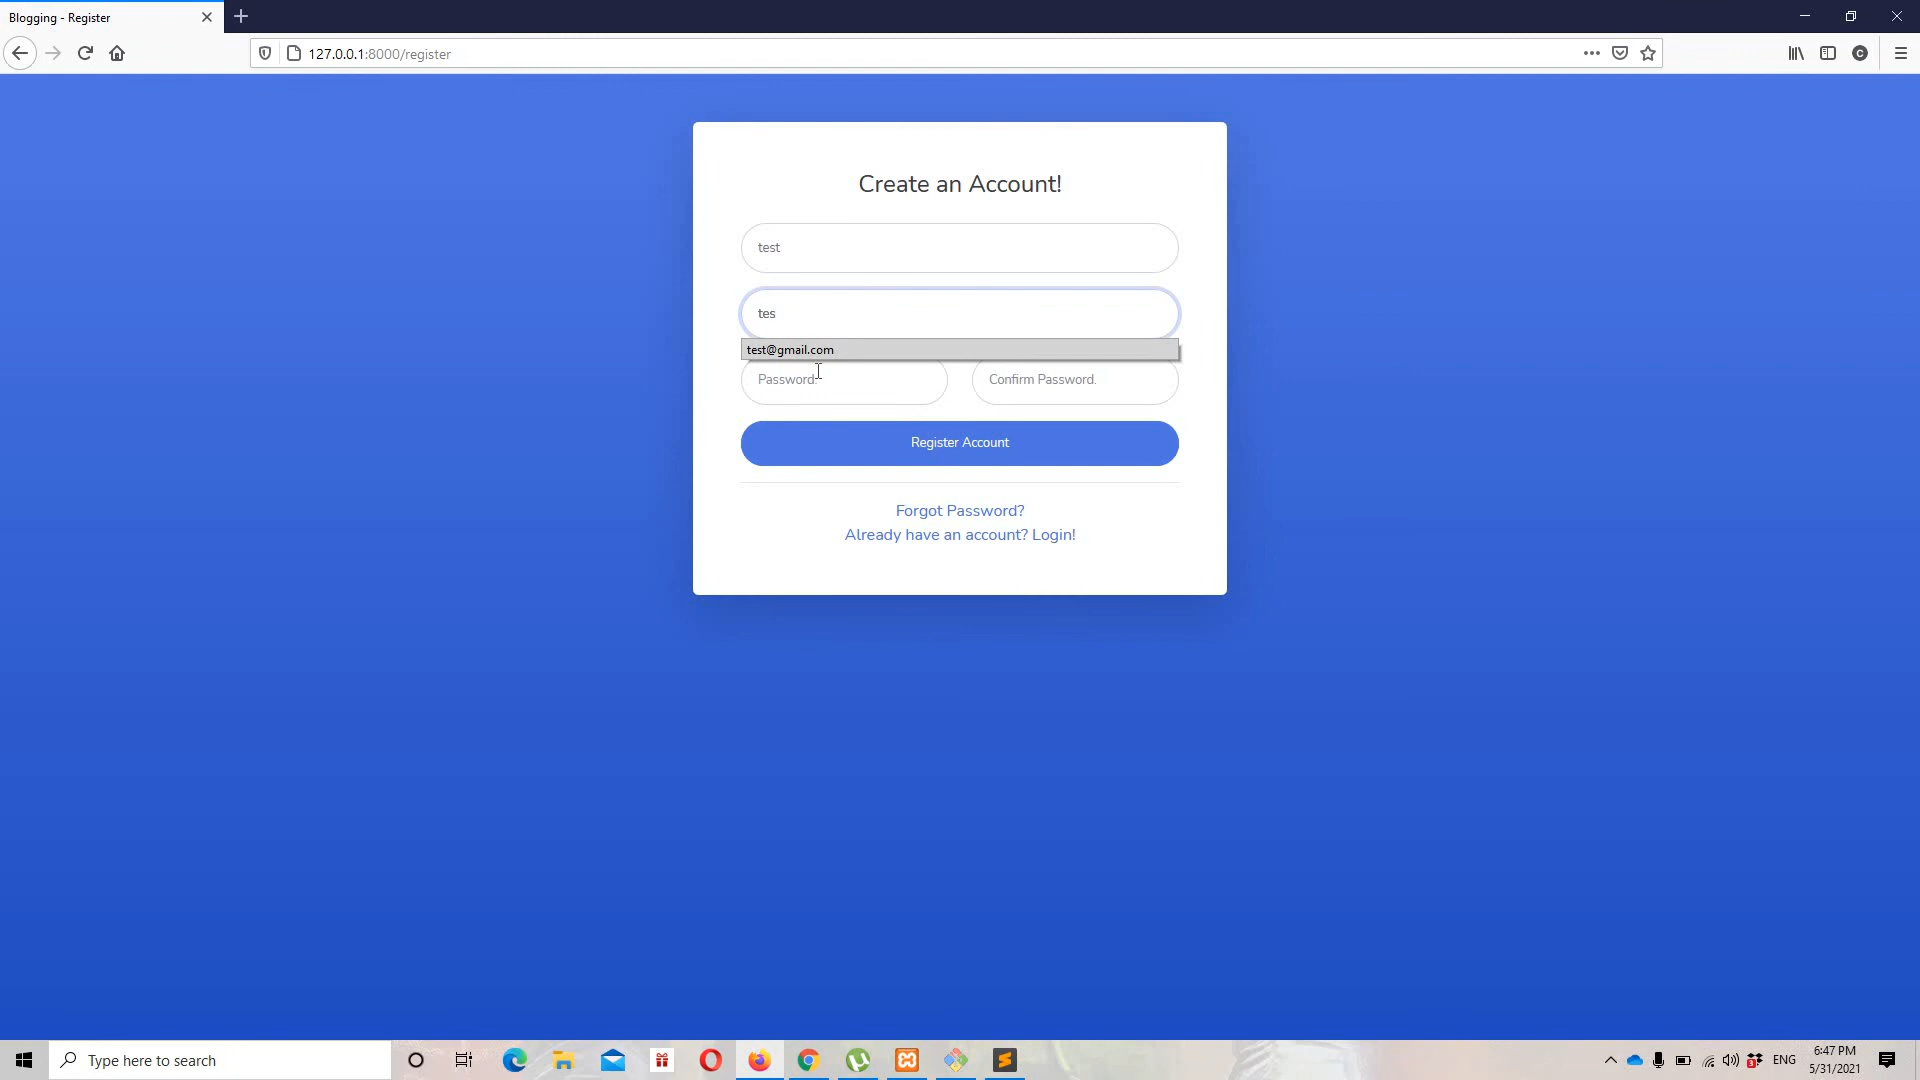 Blogging - Register
127.0.0.1:8000/register
Create an Account!
test
tes
test@gmail.com
Password.
Confirm Password.
Register Account
Forgot Password?
Already have an account? Login!
Type here to search
ENG
6:47 PM
5/31/2021